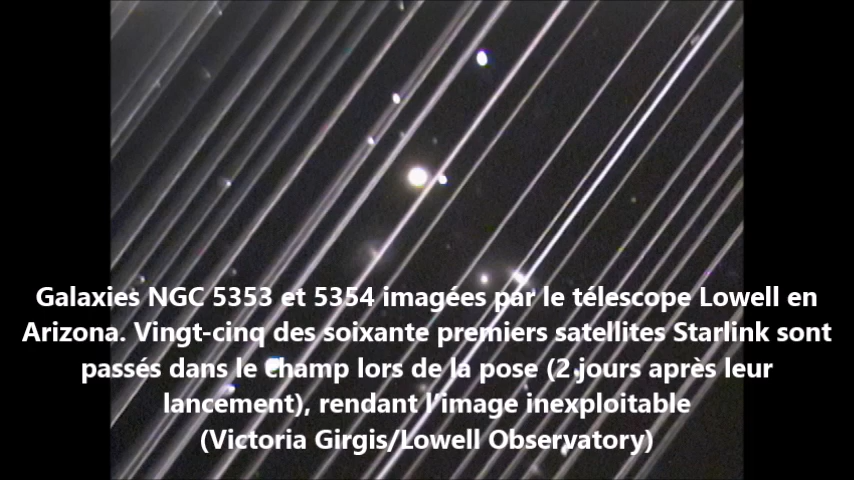 Galaxies NGC 5353 et 5354 imagées par le télescope Lowell en
Arizona. Vingt-cinq des soixante premiers satellites Starlink sont
passés dans le champ lors de la pose (2 jours après leur
lancement), rendant l'image inexploitable
(Victoria Girgis/Lowell Observatory)